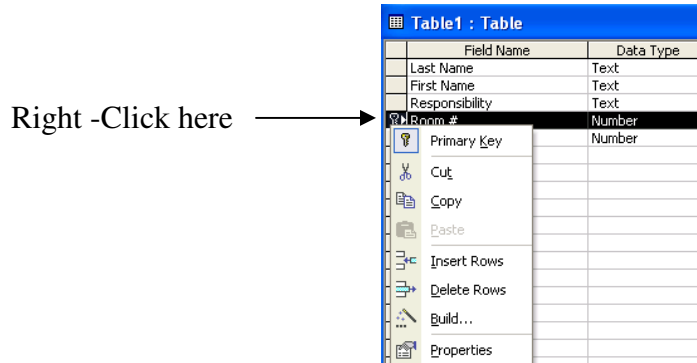 Table1 : Table
Field Name Data Type
Last Name Text
First Name Text
Responsibility Text
Right -Click here
Room # Number
Primary Key Number
Cut
Copy
Paste
Insert Rows
Delete Rows
Build...
Properties